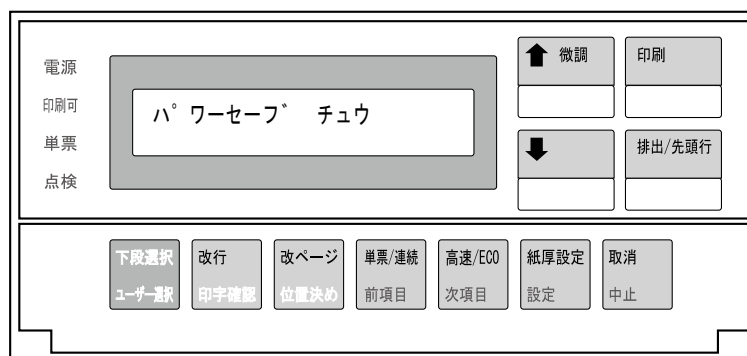 電源
印刷可
単票
点検
パワーセーブ チュウ
微調
印刷
排出/先頭行
下段選択
ユーザー選択
改行
印字確認
改ページ
位置決め
単票/連続
前項目
高速/ECO
次項目
紙厚設定
設定
取消
中止